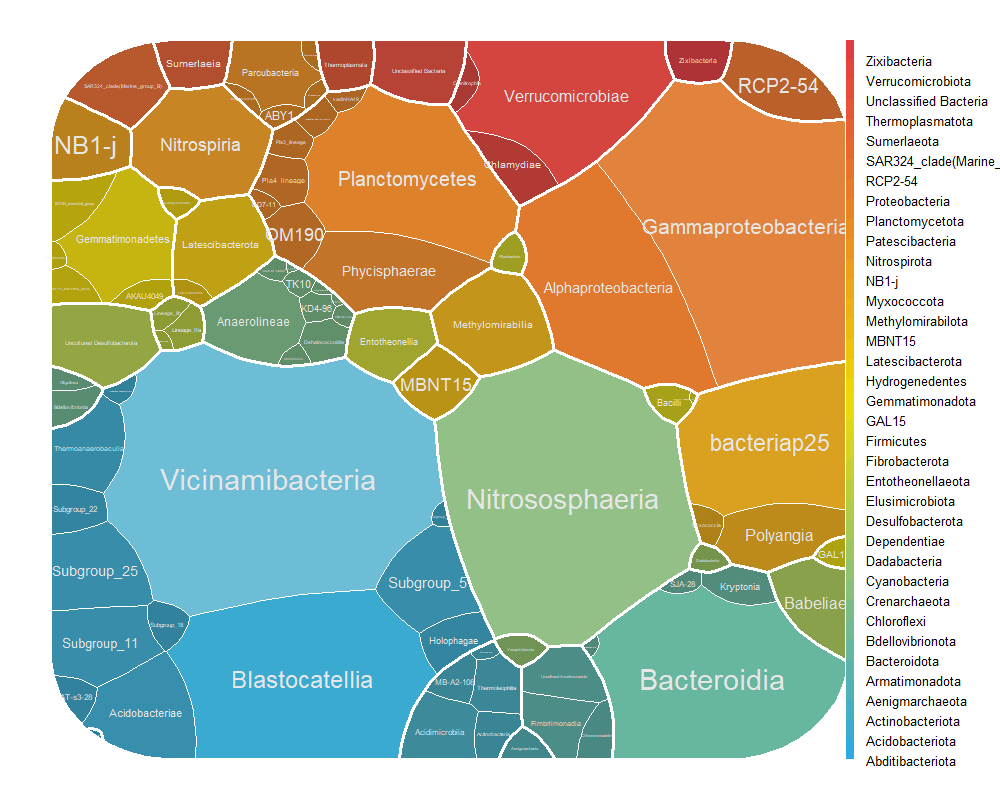 Sumerlaeia
Thermoplasmata
Unclassified Bacteria
Zixibacteria
Parcubacteria
SAR324_clade(Marine_group_B)
Verrucomicrobiae
RCP2-54
ABY1
NB1-j
Nitrospiria
Pla3_lineage
Chlamydiae
Planctomycetes
Pla4_lineage
Gammaproteobacteria
OM190
Gemmatimonadetes
Latescibacterota
Phycisphaerae
Alphaproteobacteria
TK10
AKAU4049
KD4-96
Anaerolineae
Methylomirabilia
Uncultured Desulfobacterota
Entotheonellia
Dehalococcoidia
MBNT15
Bacilli
Bdellovibrionia
bacteriap25
Thermoanaerobaculia
Vicinamibacteria
Nitrososphaeria
Subgroup_22
Polyangia
GAL1
Subgroup_25
Subgroup_5
SJA-28
Kryptonia
Babeliae
Subgroup_18
Subgroup_11
Holophagae
Blastocatellia
MB-A2-108
Thermoleophilia
Bacteroidia
AT-s3-28
Acidobacteriae
Fimbriimonadia
Acidimicrobiia
Actinobacteria
Zixibacteria
Verrucomicrobiota
Unclassified Bacteria
Thermoplasmatota
Sumerlaeota
SAR324_clade(Marine_
RCP2-54
Proteobacteria
Planctomycetota
Patescibacteria
Nitrospirota
NB1-j
Myxococcota
Methylomirabilota
MBNT15
Latescibacterota
Hydrogenedentes
Gemmatimonadota
GAL15
Firmicutes
Fibrobacterota
Entotheonellaeota
Elusimicrobiota
Desulfobacterota
Dependentiae
Dadabacteria
Cyanobacteria
Crenarchaeota
Chloroflexi
Bdellovibrionota
Bacteroidota
Armatimonadota
Aenigmarchaeota
Actinobacteriota
Acidobacteriota
Abditibacteriota